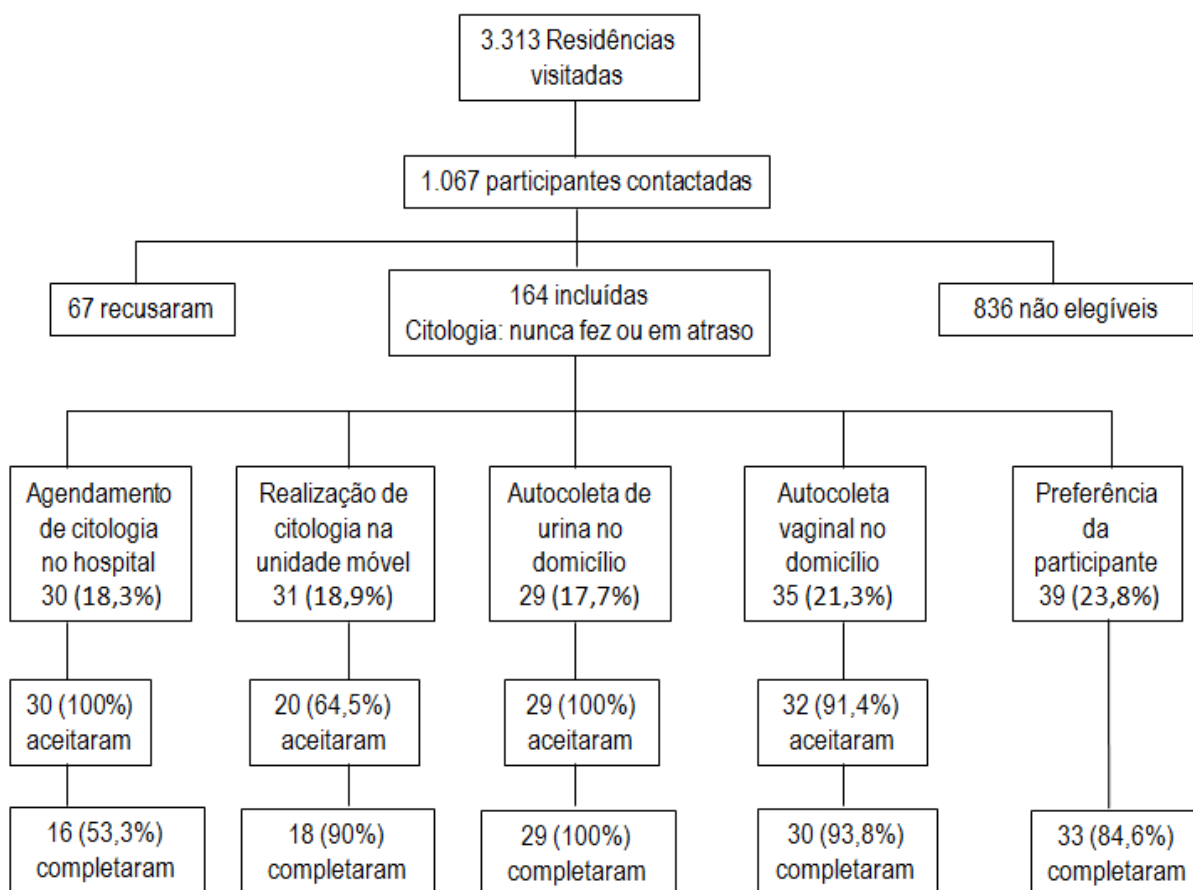 3.313 Residências
visitadas
1.067 participantes contactadas
67 recusaram
164 incluídas
Citologia: nunca fez ou em atraso
836 não elegíveis
Agendamento
de citologia
no hospital
30 (18,3%)
Realização de
citologia na
unidade móvel
31 (18,9%)
Autocoleta de
urina no
domicílio
29 (17,7%)
Autocoleta
vaginal no
domicílio
35 (21,3%)
Preferência
da
participante
39 (23,8%)
30 (100%)
aceitaram
20 (64,5%)
aceitaram
29 (100%)
aceitaram
32 (91,4%)
aceitaram
16 (53,3%)
completaram
18 (90%)
completaram
29 (100%)
completaram
30 (93,8%)
completaram
33 (84,6%)
completaram